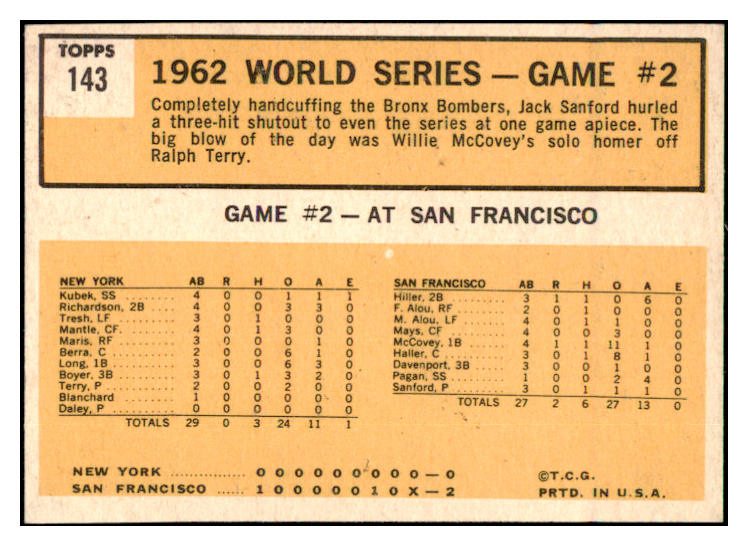 TOPPS
143
1962 WORLD SERIES — GAME #2
Completely handcuffing the Bronx Bombers, Jack Sanford hurled
a three-hit shutout to even the series at one game apiece. The
big blow of the day was Willie McCovey's solo homer off
Ralph Terry.
GAME #2 — AT SAN FRANCISCO
NEW YORK AB R H O A E
Kubek, SS ........ 4 0 0 1 1 1
Richardson, 2B .... 4 0 0 3 3 0
Tresh, LF ........ 3 0 1 0 0 0
Mantle, CF. ....... 4 0 1 3 0 0
Maris, RF ........ 3 0 0 0 1 0
Berra, C ......... 2 0 0 6 1 0
Long, 1B ......... 3 0 0 6 3 0
Boyer, 3B ........ 3 0 1 3 2 0
Terry, P ......... 2 0 0 2 0 0
Blanchard ........ 1 0 0 0 0 0
Daley, P ......... 0 0 0 0 0 0
TOTALS 29 0 3 24 11 1
SAN FRANCISCO AB R H O A E
Hiller, 2B ........ 3 1 1 0 6 0
F. Alou, RF ....... 2 0 1 0 0 0
M. Alou, LF ....... 4 0 1 1 0 0
Mays, CF ......... 4 0 0 3 0 0
McCovey, 1B ...... 4 1 1 11 1 0
Haller, C ......... 3 0 1 8 1 0
Davenport, 3B .... 3 0 0 1 0 0
Pagan, SS ........ 1 0 0 2 4 0
Sanford, P ....... 3 0 1 1 1 0
TOTALS 27 2 6 27 13 0
NEW YORK ............... 0 0 0 0 0 0 0 0 0 — 0
SAN FRANCISCO ...... 1 0 0 0 0 0 1 0 X — 2
©T.C.G.
PRTD. IN U.S.A.